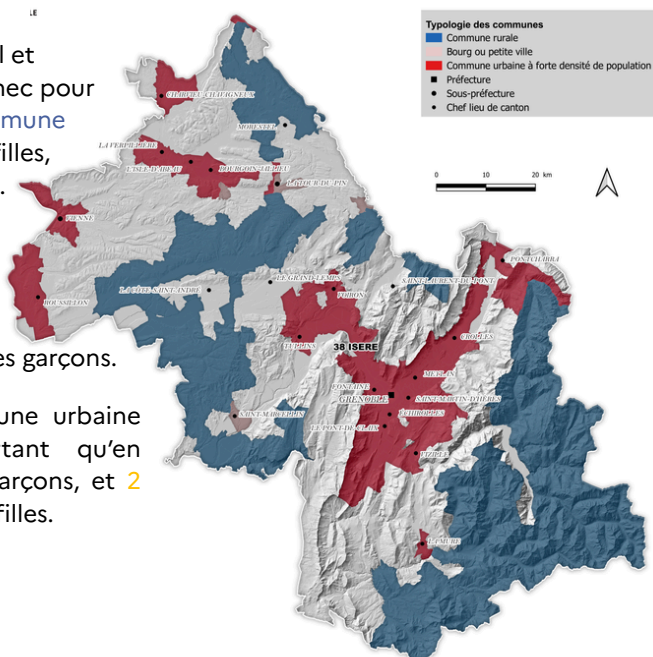 LE
l et
nec pour
mmune
filles,
.
es garçons.
une urbaine
rtant qu'en
garçons, et 2
filles.
Typologie des communes
Commune rurale
Bourg ou petite ville
Commune urbaine à forte densité de population
Préfecture
Sous-préfecture
Chef lieu de canton
0 10 20 km
CHARVIEU-CHAVAGNEUX
MORESTEL
LA VERPILLIERE
L'ISLE-D'ABEAU
BOURGOIN-JALLIEU
LA TOUR-DU-PIN
VIENNE
PONTCHARRA
LE GRAND-LEMPS
SAINT-LAURENT-DU-PONT
LA CÔTE-SAINT-ANDRÉ
VOIRON
ROUSSILLON
TULLINS
CROLLES
38 ISERE
MEYLAN
FONTAINE
GRENOBLE
SAINT-MARTIN-D'HÈRES
ÉCHIROLLES
SAINT-MARCELLIN
LE PONT-DE-CLAIX
VIZILLE
LA MURE